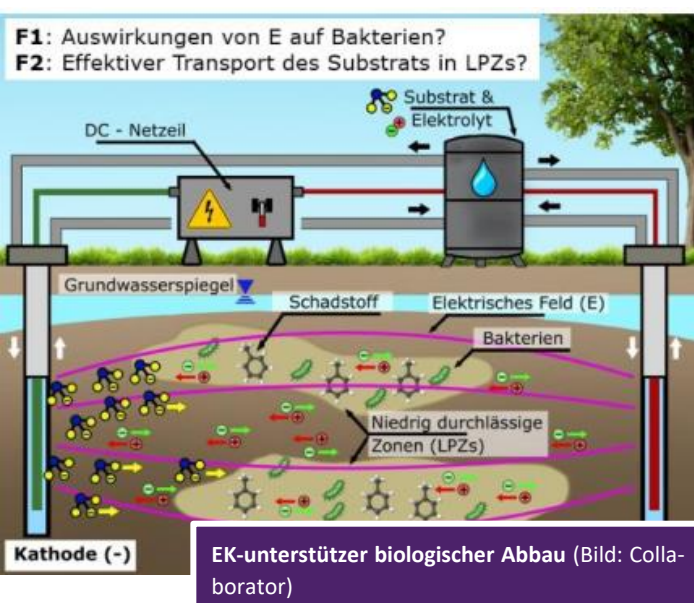 F1: Auswirkungen von E auf Bakterien?
F2: Effektiver Transport des Substrats in LPZs?
Substrat &
Elektrolyt
DC - Netzeil
Grundwasserspiegel
Schadstoff
Elektrisches Feld (E)
Bakterien
Niedrig durchlässige
Zonen (LPZs)
Kathode (-)
EK-unterstützer biologischer Abbau (Bild: Colla-
borator)